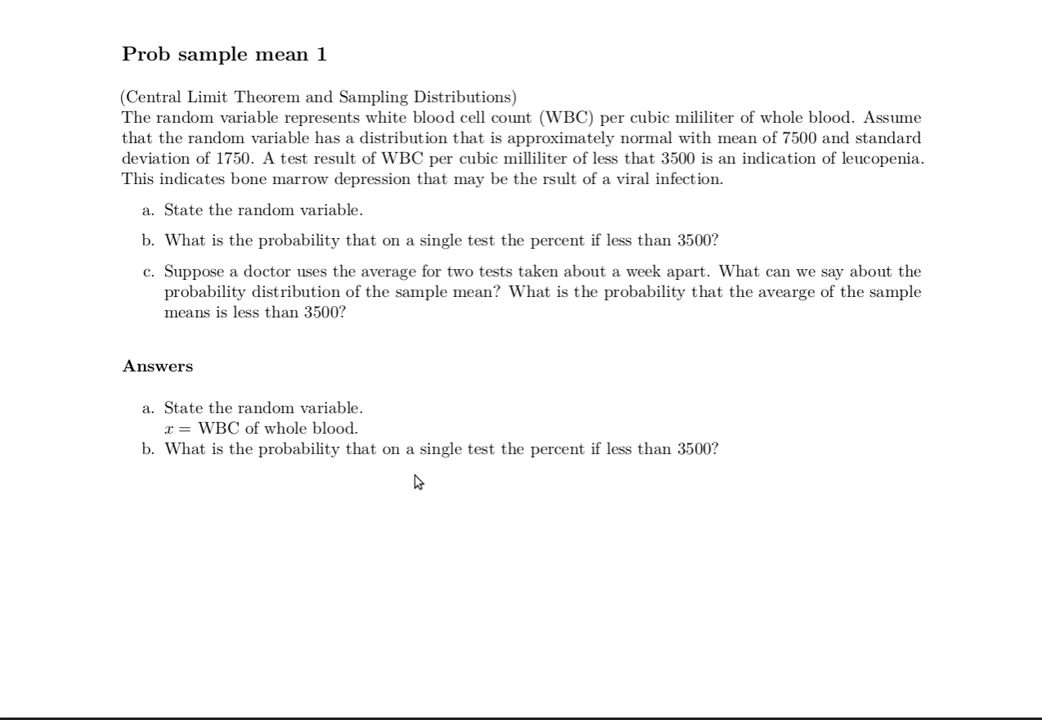 Prob sample mean 1
(Central Limit Theorem and Sampling Distributions)
The random variable represents white blood cell count (WBC) per cubic mililiter of whole blood. Assume
that the random variable has a distribution that is approximately normal with mean of 7500 and standard
deviation of 1750. A test result of WBC per cubic milliliter of less that 3500 is an indication of leucopenia.
This indicates bone marrow depression that may be the rsult of a viral infection.
a. State the random variable.
b. What is the probability that on a single test the percent if less than 3500?
c. Suppose a doctor uses the average for two tests taken about a week apart. What can we say about the
probability distribution of the sample mean? What is the probability that the avearge of the sample
means is less than 3500?
Answers
a. State the random variable.
x = WBC of whole blood.
b. What is the probability that on a single test the percent if less than 3500?